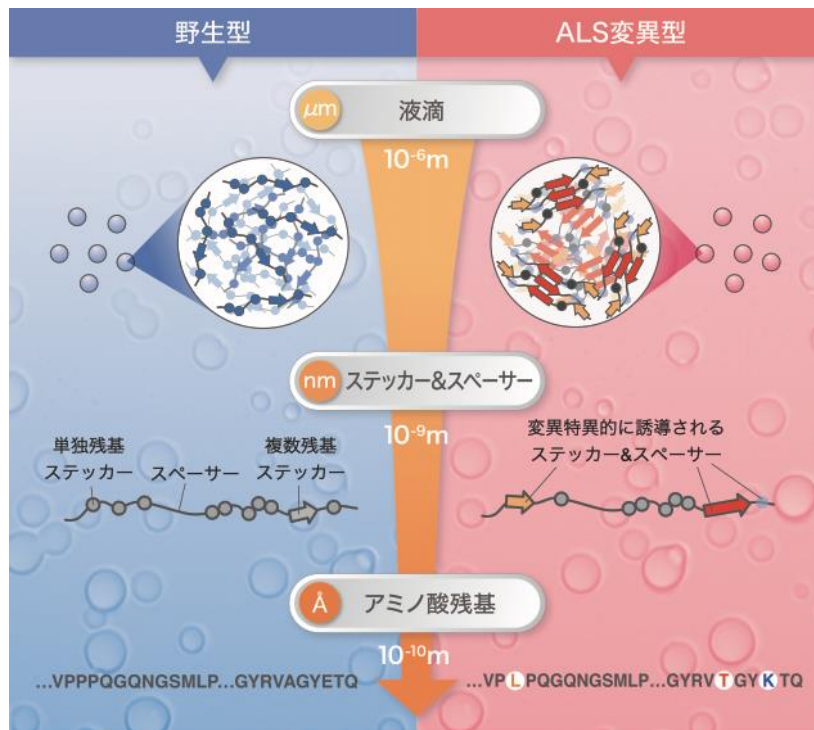 野生型
ALS変異型
μm 液滴
10⁻⁶m
nm ステッカー&スペーサー
10⁻⁹m
単独残基
ステッカー
スペーサー
複数残基
ステッカー
変異特異的に誘導される
ステッカー&スペーサー
Å アミノ酸残基
10⁻¹⁰m
...VPPPQGQNGSMLP...GYRVAGYETQ
...VPLPQGQNGSMLP...GYRVTGYKTQ